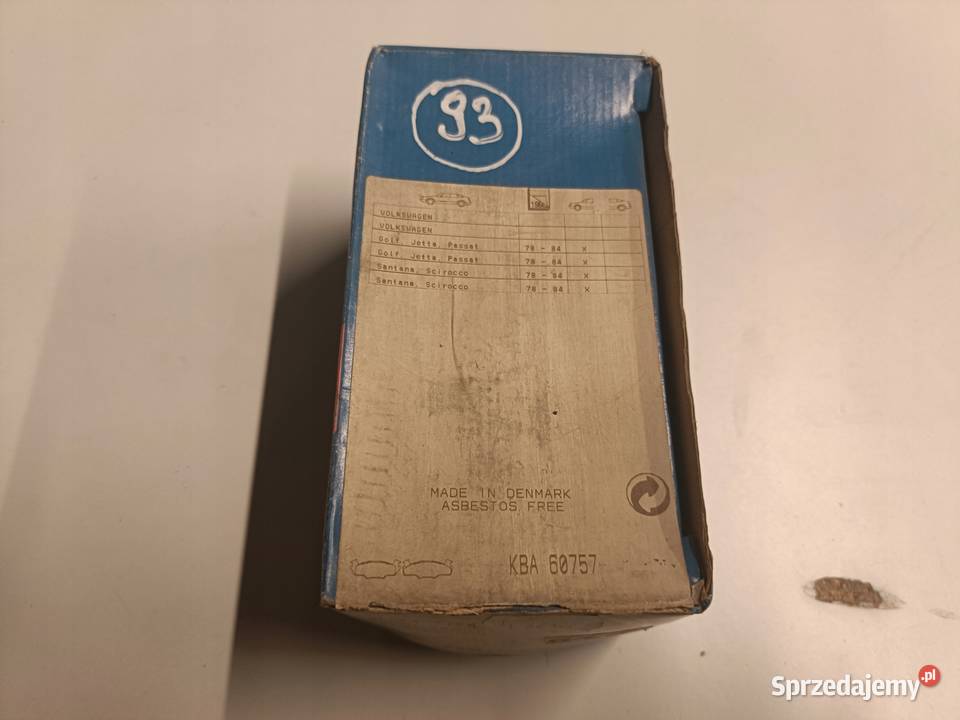 93
VOLKSWAGEN
VOLKSWAGEN
Golf, Jetta, Passat 78 - 84 X
Golf, Jetta, Passat 78 - 84 X
Santana, Scirocco 78 - 84 X
Santana, Scirocco 78 - 84 X
MADE IN DENMARK
ASBESTOS FREE
KBA 60757
Sprzedajemy.pl